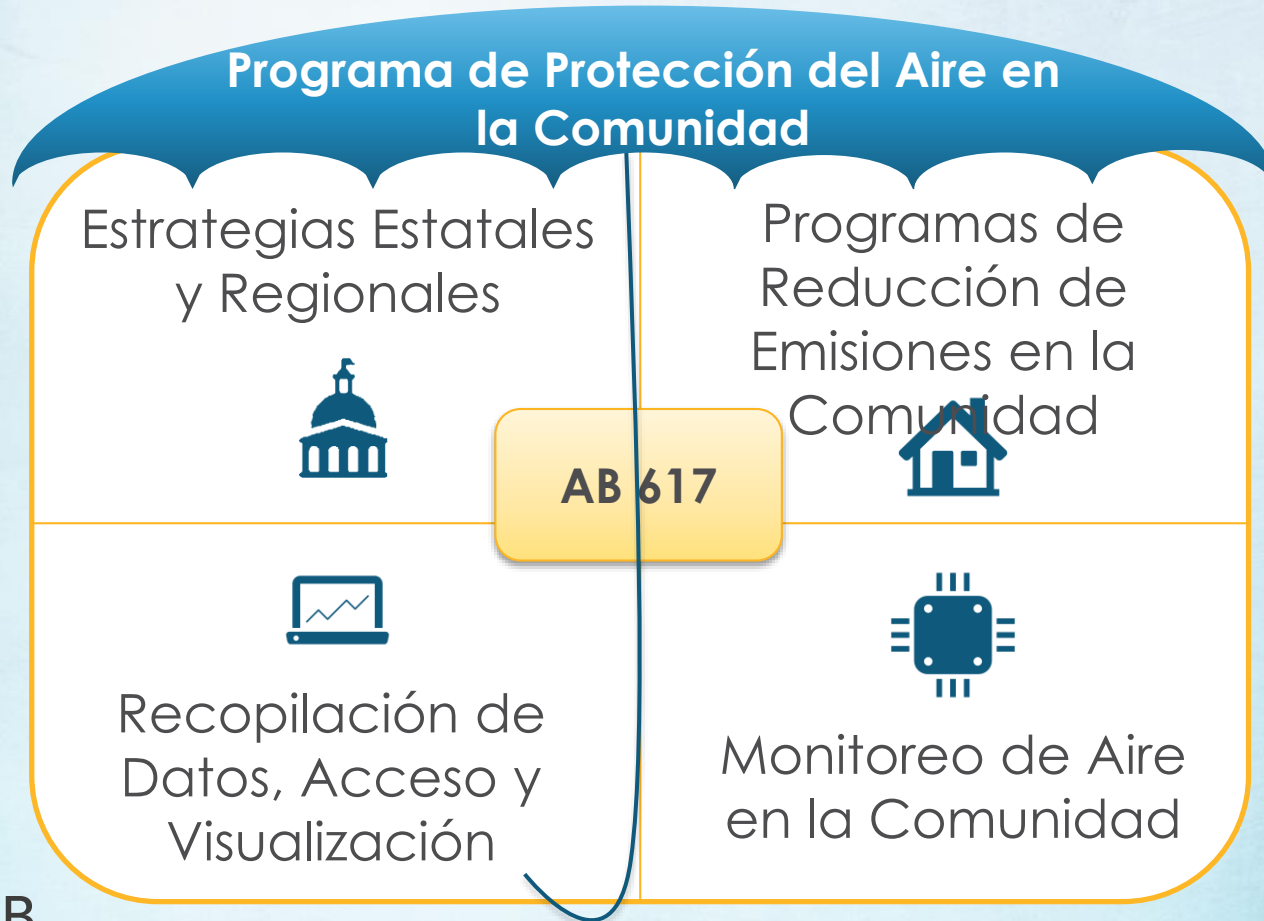 Programa de Protección del Aire en
la Comunidad
Estrategias Estatales
y Regionales
Programas de
Reducción de
Emisiones en la
Comunidad
AB 617
Recopilación de
Datos, Acceso y
Visualización
Monitoreo de Aire
en la Comunidad
B